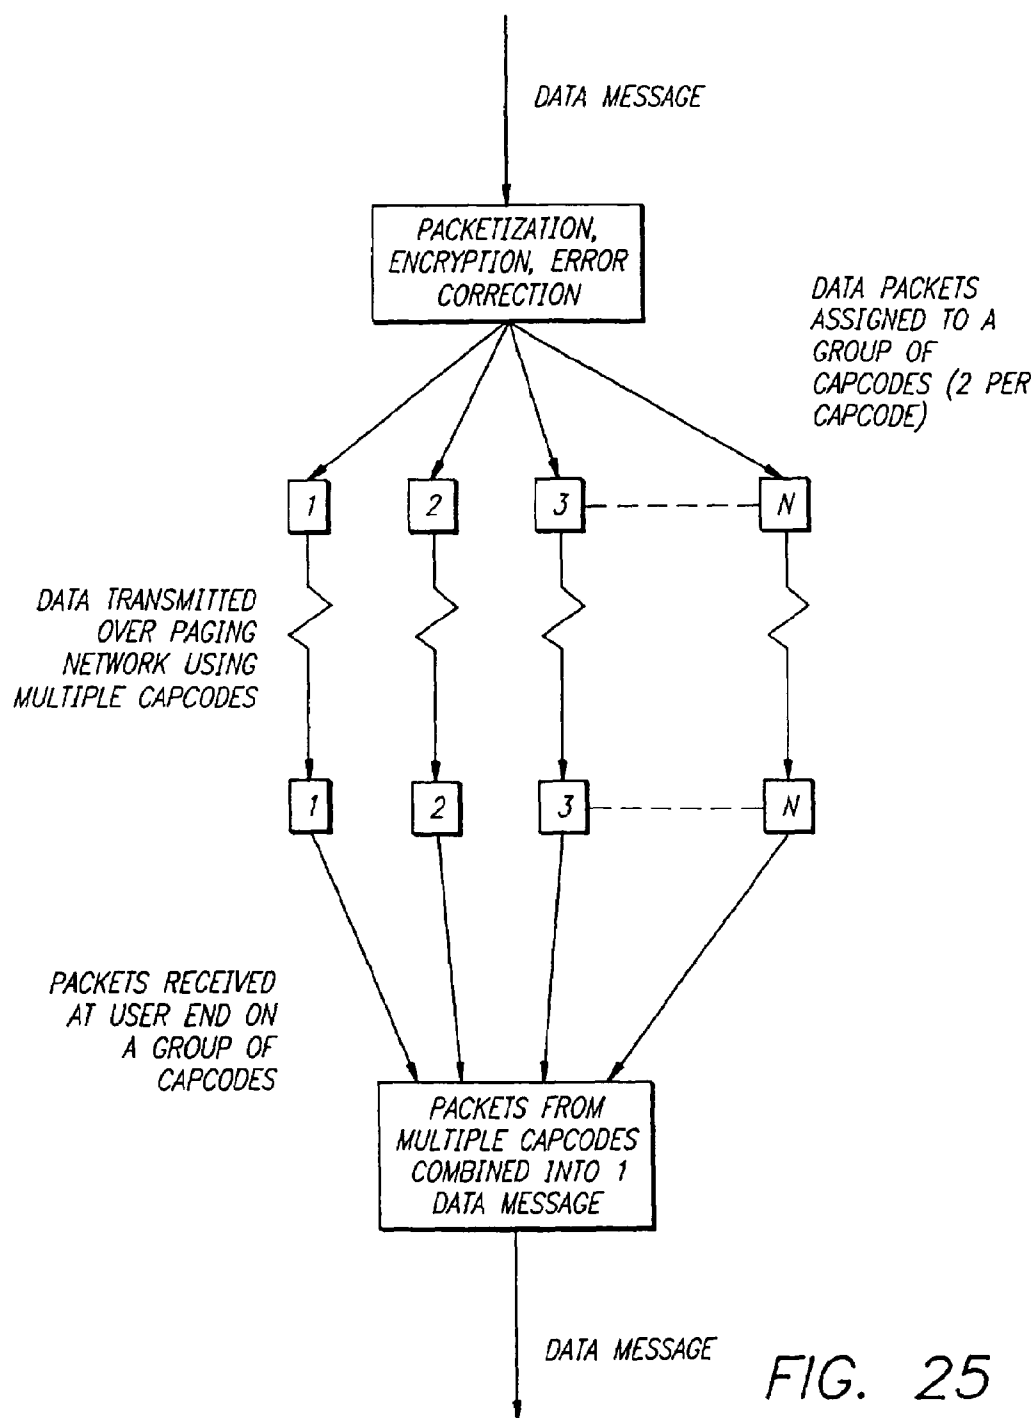 DATA MESSAGE
PACKETIZATION,
ENCRYPTION, ERROR
CORRECTION
DATA PACKETS
ASSIGNED TO A
GROUP OF
CAPCODES (2 PER
CAPCODE)
1
2
3
N
DATA TRANSMITTED
OVER PAGING
NETWORK USING
MULTIPLE CAPCODES
1
2
3
N
PACKETS RECEIVED
AT USER END ON
A GROUP OF
CAPCODES
PACKETS FROM
MULTIPLE CAPCODES
COMBINED INTO 1
DATA MESSAGE
DATA MESSAGE
FIG. 25